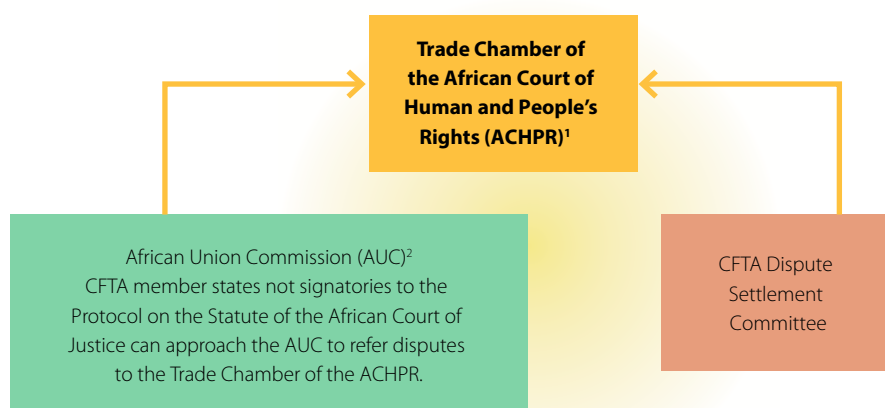 Trade Chamber of
the African Court of
Human and People's
Rights (ACHPR)¹
African Union Commission (AUC)²
CFTA member states not signatories to the
Protocol on the Statute of the African Court of
Justice can approach the AUC to refer disputes
to the Trade Chamber of the ACHPR.
CFTA Dispute
Settlement
Committee